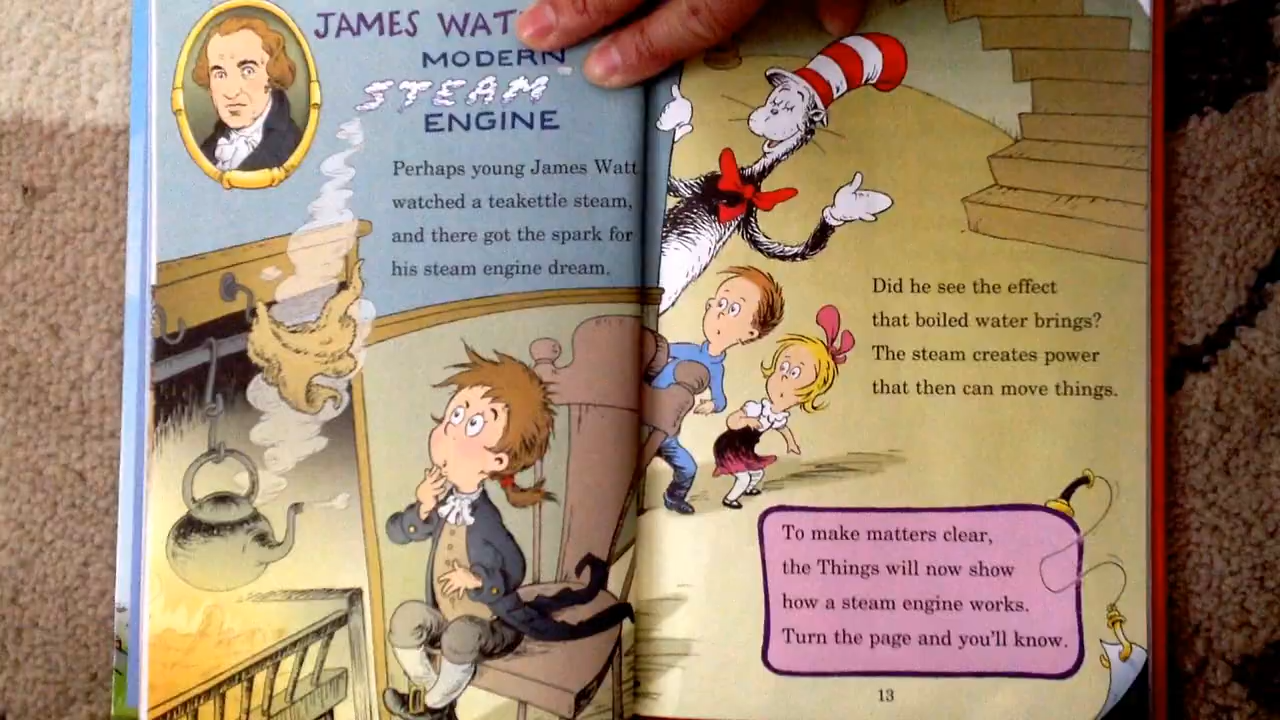 JAMES WATT
MODERN
STEAM
ENGINE
Perhaps young James Watt
watched a teakettle steam,
and there got the spark for
his steam engine dream.
Did he see the effect
that boiled water brings?
The steam creates power
that then can move things.
To make matters clear,
the Things will now show
how a steam engine works.
Turn the page and you'll know.
13